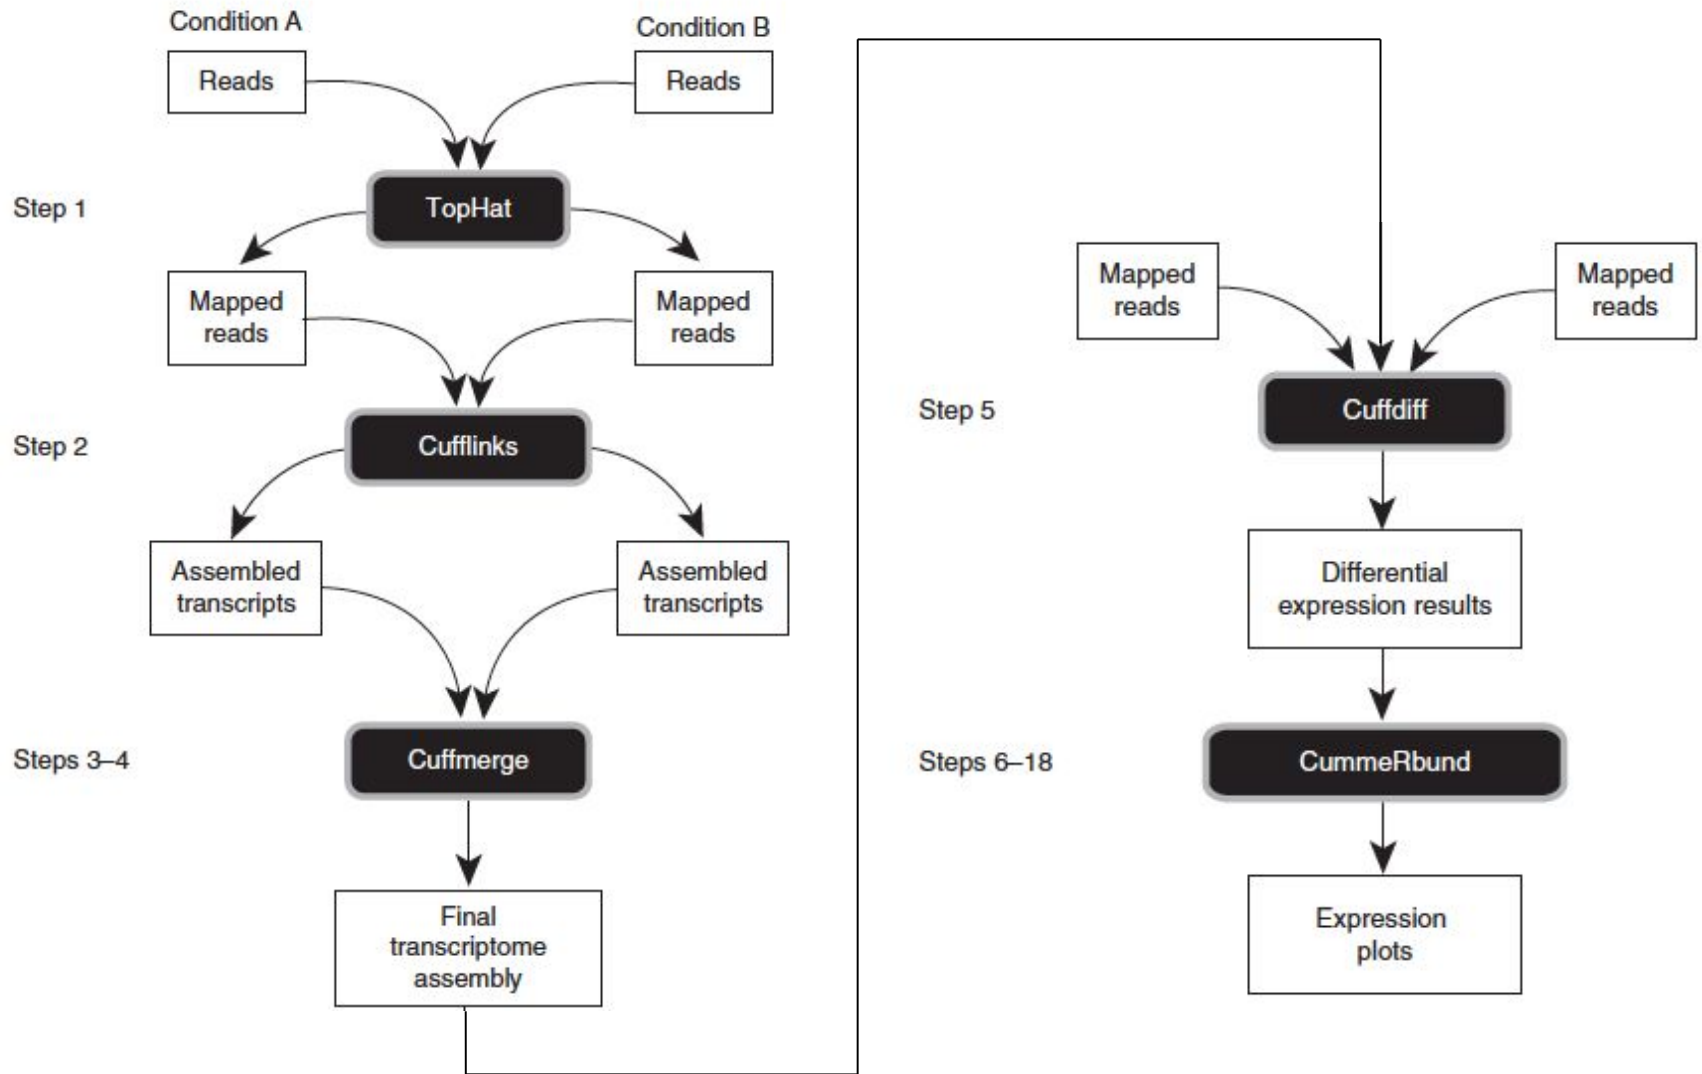 Condition A
Condition B
Reads
Reads
Step 1
TopHat
Mapped
reads
Mapped
reads
Step 2
Cufflinks
Assembled
transcripts
Assembled
transcripts
Steps 3–4
Cuffmerge
Final
transcriptome
assembly
Mapped
reads
Mapped
reads
Step 5
Cuffdiff
Differential
expression results
Steps 6–18
CummeRbund
Expression
plots